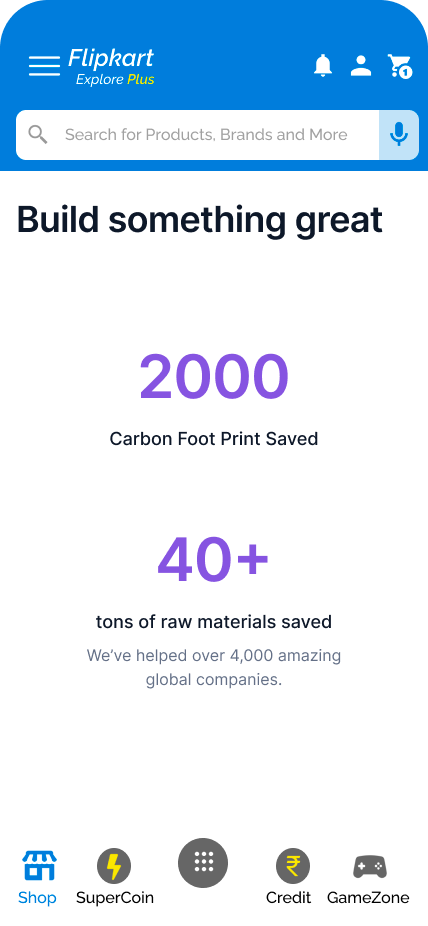 Flipkart
Explore Plus
1
Search for Products, Brands and More
Build something great
2000
Carbon Foot Print Saved
40+
tons of raw materials saved
We’ve helped over 4,000 amazing
global companies.
₹
Shop SuperCoin Credit GameZone